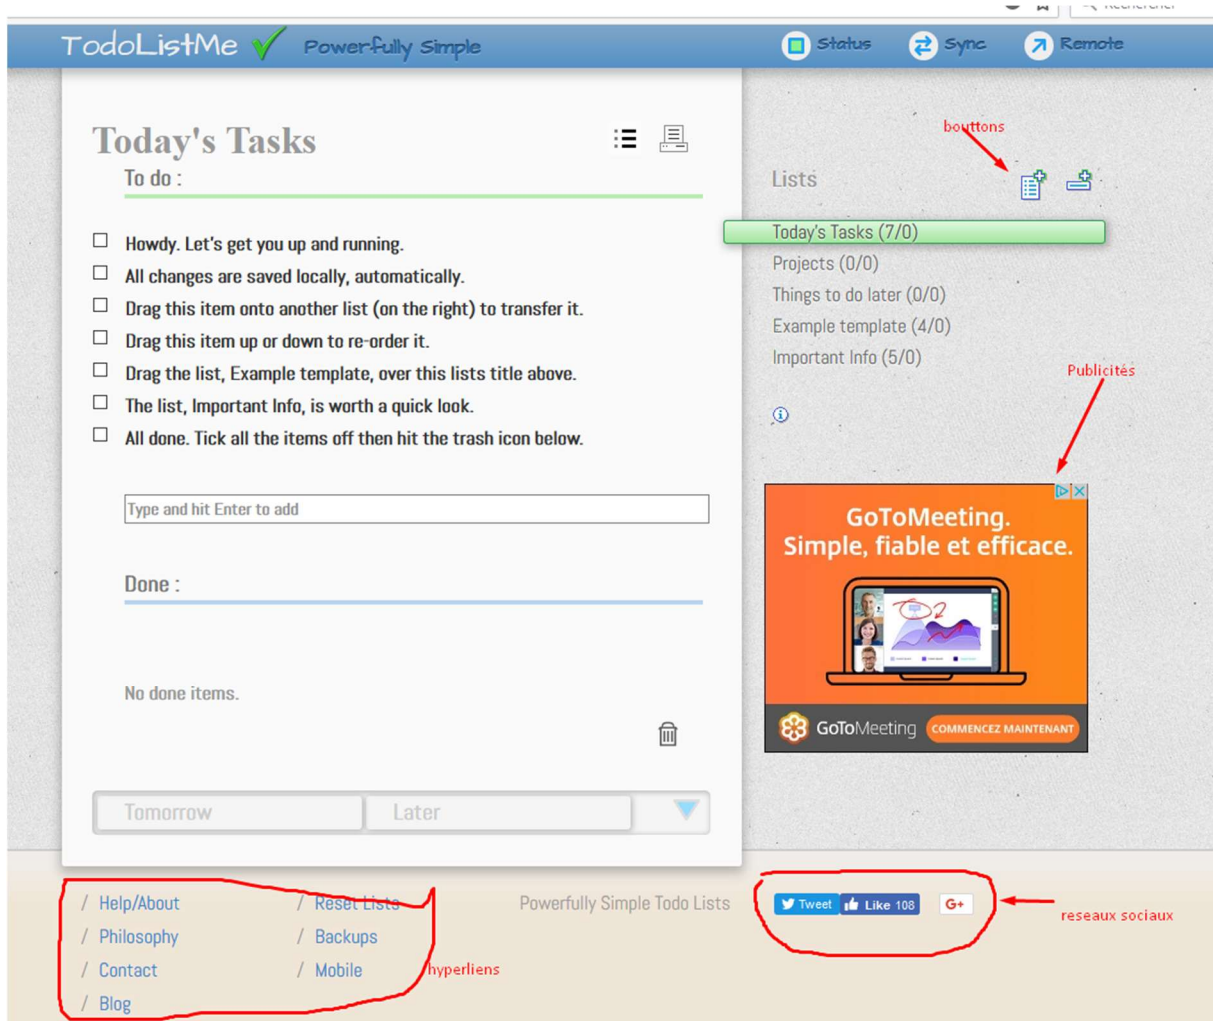 Rechercher
TodoListMe Powerfully Simple Status Sync Remote
bouttons
Today's Tasks
To do :
Howdy. Let's get you up and running.
All changes are saved locally, automatically.
Drag this item onto another list (on the right) to transfer it.
Drag this item up or down to re-order it.
Drag the list, Example template, over this lists title above.
The list, Important Info, is worth a quick look.
All done. Tick all the items off then hit the trash icon below.
Type and hit Enter to add
Done :
No done items.
Tomorrow Later
Lists
Today's Tasks (7/0)
Projects (0/0)
Things to do later (0/0)
Example template (4/0)
Important Info (5/0)
Publicités
GoToMeeting.
Simple, fiable et efficace.
GoToMeeting COMMENCEZ MAINTENANT
/ Help/About / Reset Lists Powerfully Simple Todo Lists Tweet Like 108 G+
reseaux sociaux
/ Philosophy / Backups
/ Contact / Mobile hyperliens
/ Blog